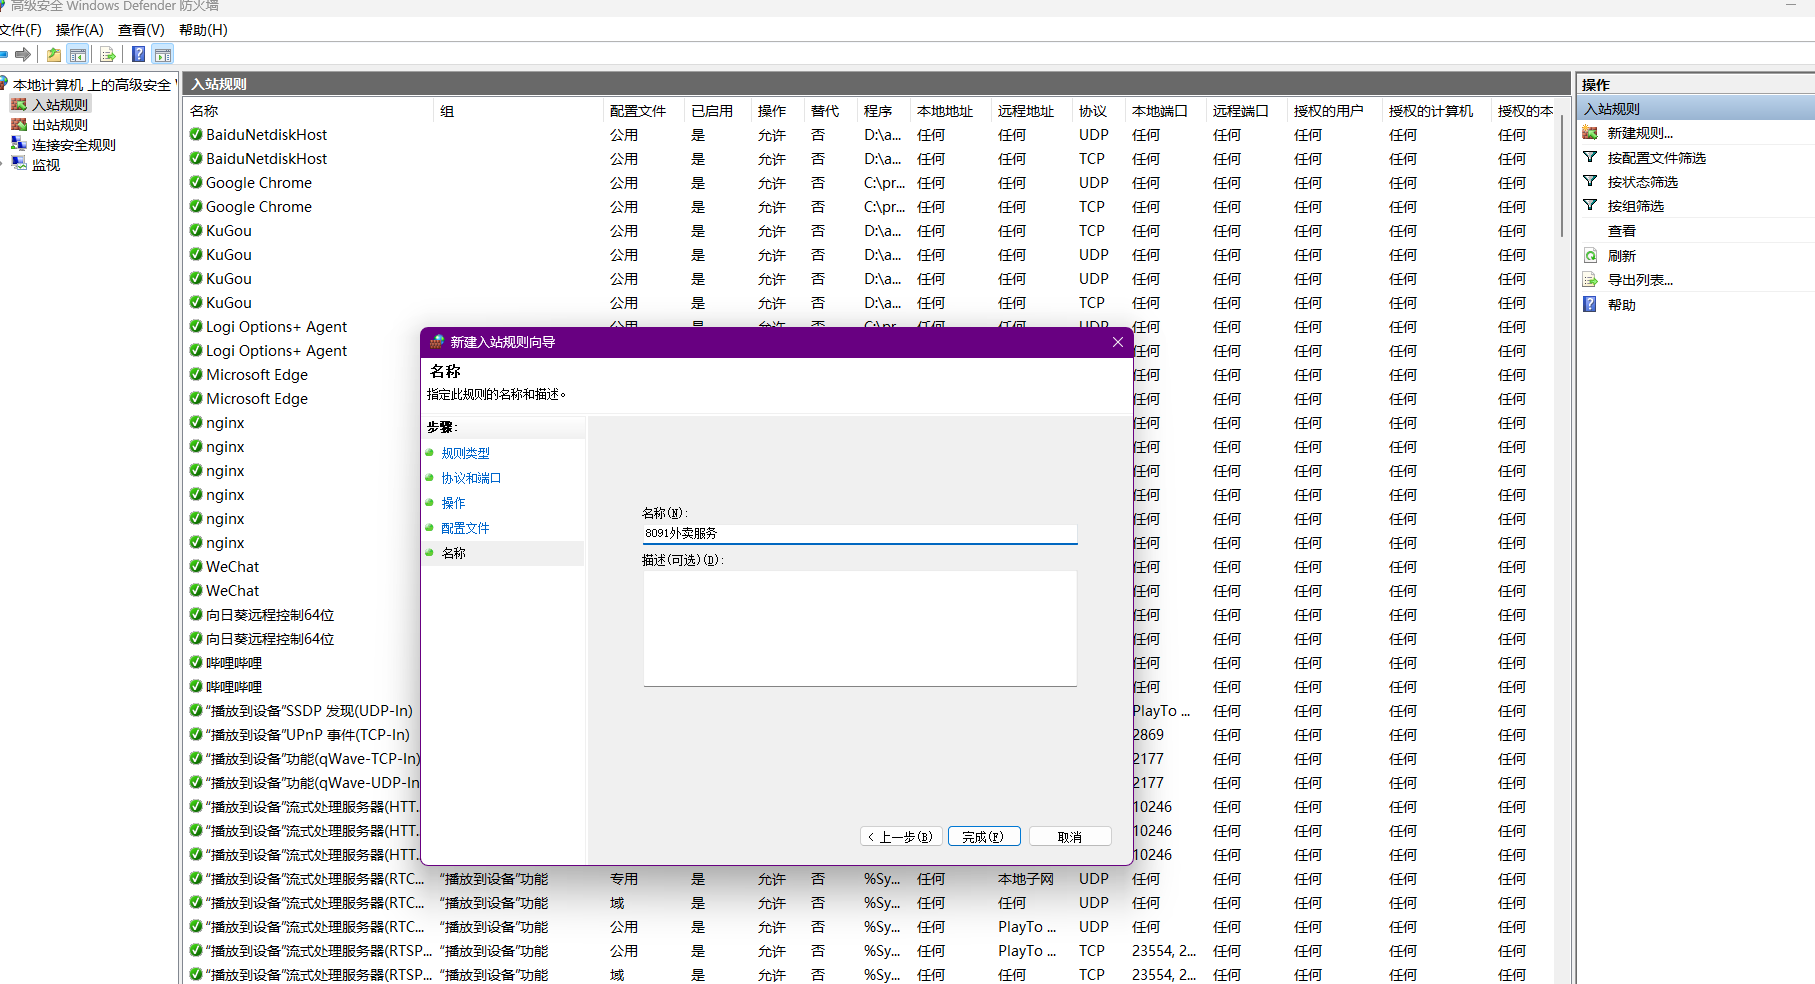 高级安全 Windows Defender 防火墙
文件(F) 操作(A) 查看(V) 帮助(H)
本地计算机 上的高级安全
入站规则
出站规则
连接安全规则
监视
入站规则
名称 组 配置文件 已启用 操作 替代 程序 本地地址 远程地址 协议 本地端口 远程端口 授权的用户 授权的计算机 授权的本
BaiduNetdiskHost 公用 是 允许 否 D:\a... 任何 任何 UDP 任何 任何 任何 任何 任何
BaiduNetdiskHost 公用 是 允许 否 D:\a... 任何 任何 TCP 任何 任何 任何 任何 任何
Google Chrome 公用 是 允许 否 C:\pr... 任何 任何 UDP 任何 任何 任何 任何 任何
Google Chrome 公用 是 允许 否 C:\pr... 任何 任何 TCP 任何 任何 任何 任何 任何
KuGou 公用 是 允许 否 D:\a... 任何 任何 TCP 任何 任何 任何 任何 任何
KuGou 公用 是 允许 否 D:\a... 任何 任何 UDP 任何 任何 任何 任何 任何
KuGou 公用 是 允许 否 D:\a... 任何 任何 UDP 任何 任何 任何 任何 任何
KuGou 公用 是 允许 否 D:\a... 任何 任何 TCP 任何 任何 任何 任何 任何
Logi Options+ Agent 公用 是 允许 否 C:\pr... 任何 任何 UDP 任何 任何 任何 任何 任何
Logi Options+ Agent 任何 任何 任何 任何 任何
Microsoft Edge 任何 任何 任何 任何 任何
Microsoft Edge 任何 任何 任何 任何 任何
nginx 任何 任何 任何 任何 任何
nginx 任何 任何 任何 任何 任何
nginx 任何 任何 任何 任何 任何
nginx 任何 任何 任何 任何 任何
nginx 任何 任何 任何 任何 任何
nginx 任何 任何 任何 任何 任何
WeChat 任何 任何 任何 任何 任何
WeChat 任何 任何 任何 任何 任何
向日葵远程控制64位 任何 任何 任何 任何 任何
向日葵远程控制64位 任何 任何 任何 任何 任何
哔哩哔哩 任何 任何 任何 任何 任何
哔哩哔哩 任何 任何 任何 任何 任何
“播放到设备”SSDP 发现(UDP-In) PlayTo ... 任何 任何 任何 任何
“播放到设备”UPnP 事件(TCP-In) 2869 任何 任何 任何 任何
“播放到设备”功能(qWave-TCP-In) 2177 任何 任何 任何 任何
“播放到设备”功能(qWave-UDP-In 2177 任何 任何 任何 任何
“播放到设备”流式处理服务器(HTT... 10246 任何 任何 任何 任何
“播放到设备”流式处理服务器(HTT... 10246 任何 任何 任何 任何
“播放到设备”流式处理服务器(HTT... 10246 任何 任何 任何 任何
“播放到设备”流式处理服务器(RTC... “播放到设备”功能 专用 是 允许 否 %Sy... 任何 本地子网 UDP 任何 任何 任何 任何 任何
“播放到设备”流式处理服务器(RTC... “播放到设备”功能 域 是 允许 否 %Sy... 任何 任何 UDP 任何 任何 任何 任何 任何
“播放到设备”流式处理服务器(RTC... “播放到设备”功能 公用 是 允许 否 %Sy... 任何 PlayTo ... UDP 任何 任何 任何 任何 任何
“播放到设备”流式处理服务器(RTSP... “播放到设备”功能 公用 是 允许 否 %Sy... 任何 PlayTo ... TCP 23554, 2... 任何 任何 任何 任何
“播放到设备”流式处理服务器(RTSP... “播放到设备”功能 域 是 允许 否 %Sy... 任何 任何 TCP 23554, 2... 任何 任何 任何 任何
新建入站规则向导
名称
指定此规则的名称和描述。
步骤:
规则类型
协议和端口
操作
配置文件
名称
名称(N):
8091外卖服务
描述(可选)(D):
< 上一步(B) 完成(F) 取消
操作
入站规则
新建规则...
按配置文件筛选
按状态筛选
按组筛选
查看
刷新
导出列表...
帮助